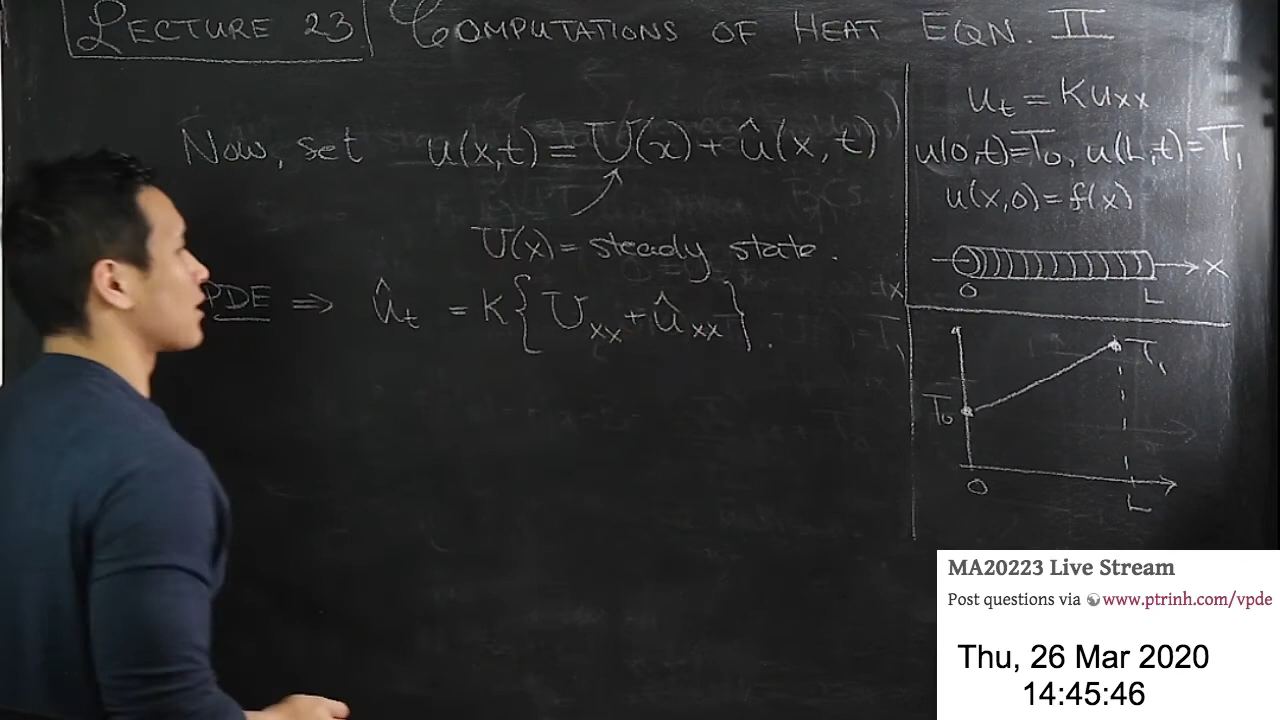 LECTURE 23 COMPUTATIONS OF HEAT EQN. II
Now, set u(x,t) = U(x) + û(x,t)
U(x) = steady state.
PDE ⇒ û_t = K{U_xx + û_xx}.
u_t = K u_xx
u(0,t)=T_0, u(L,t)=T_1
u(x,0) = f(x)
x
0 L
T_1
T_0
0
L
MA20223 Live Stream
Post questions via www.ptrinh.com/vpde
Thu, 26 Mar 2020
14:45:46